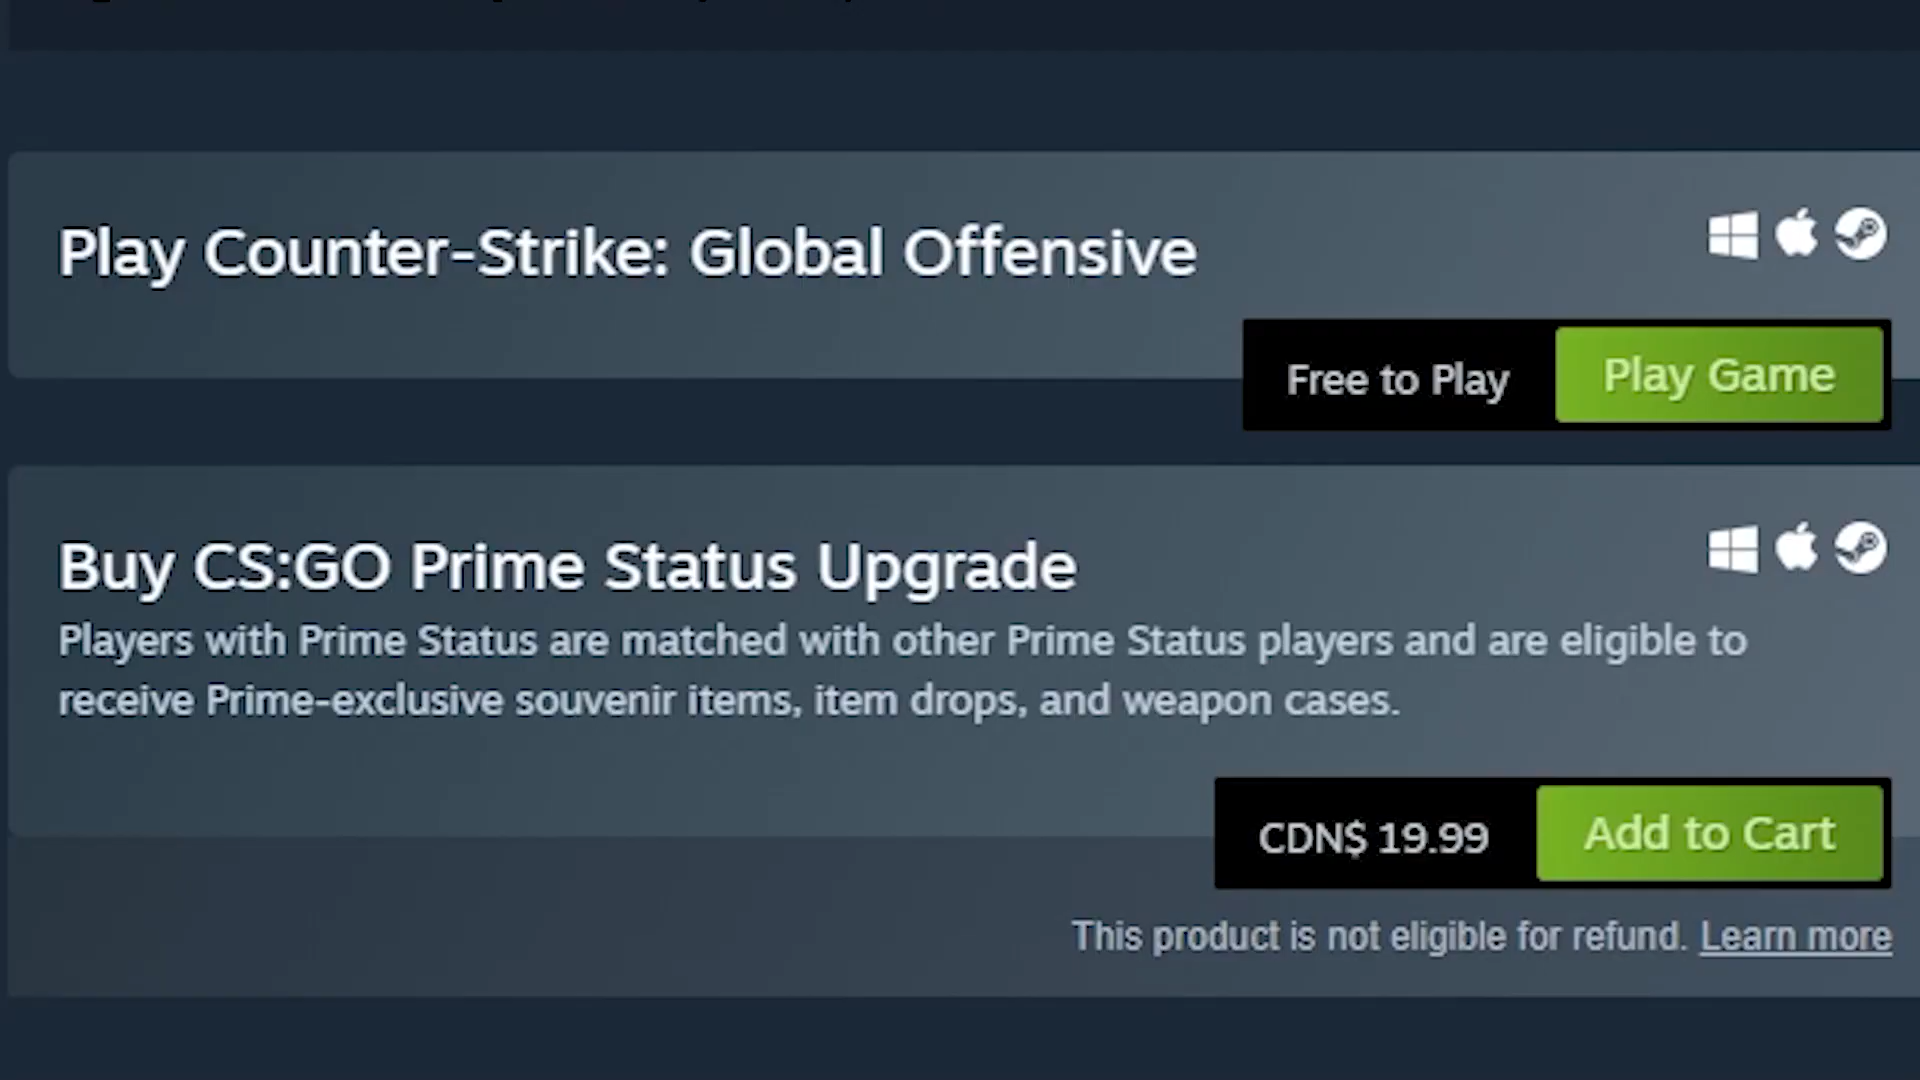 Play Counter-Strike: Global Offensive
Free to Play
Play Game
Buy CS:GO Prime Status Upgrade
Players with Prime Status are matched with other Prime Status players and are eligible to
receive Prime-exclusive souvenir items, item drops, and weapon cases.
CDN$ 19.99
Add to Cart
This product is not eligible for refund. Learn more